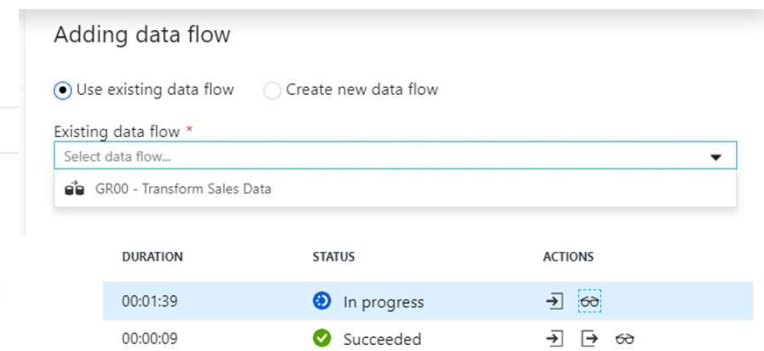 Adding data flow
Use existing data flow Create new data flow
Existing data flow *
Select data flow...
GR00 - Transform Sales Data
DURATION STATUS ACTIONS
00:01:39 In progress
00:00:09 Succeeded